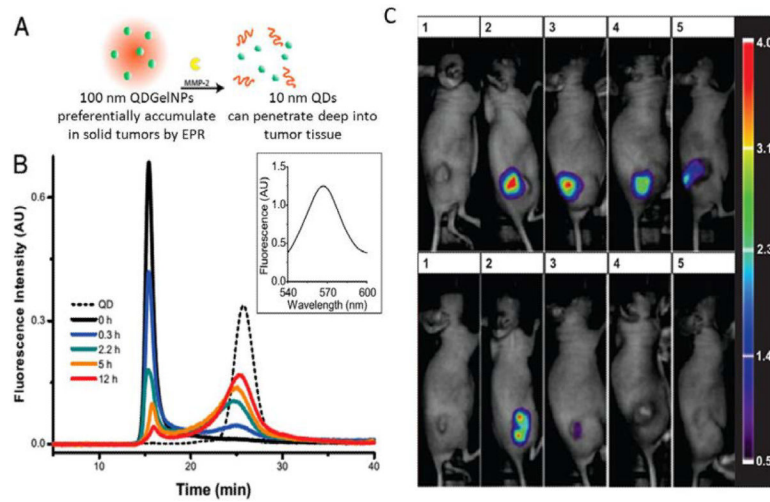 A
MMP-2
100 nm QDGelNPs
preferentially accumulate
in solid tumors by EPR
10 nm QDs
can penetrate deep into
tumor tissue
B
Fluorescence Intensity (AU)
0.6
0.3
0.0
QD
0 h
0.3 h
2.2 h
5 h
12 h
10 20 30 40
Time (min)
Fluorescence (AU)
1.5
1.0
0.5
0.0
540 570 600
Wavelength (nm)
C
1 2 3 4 5
1 2 3 4 5
4.0
3.1
2.3
1.4
0.5